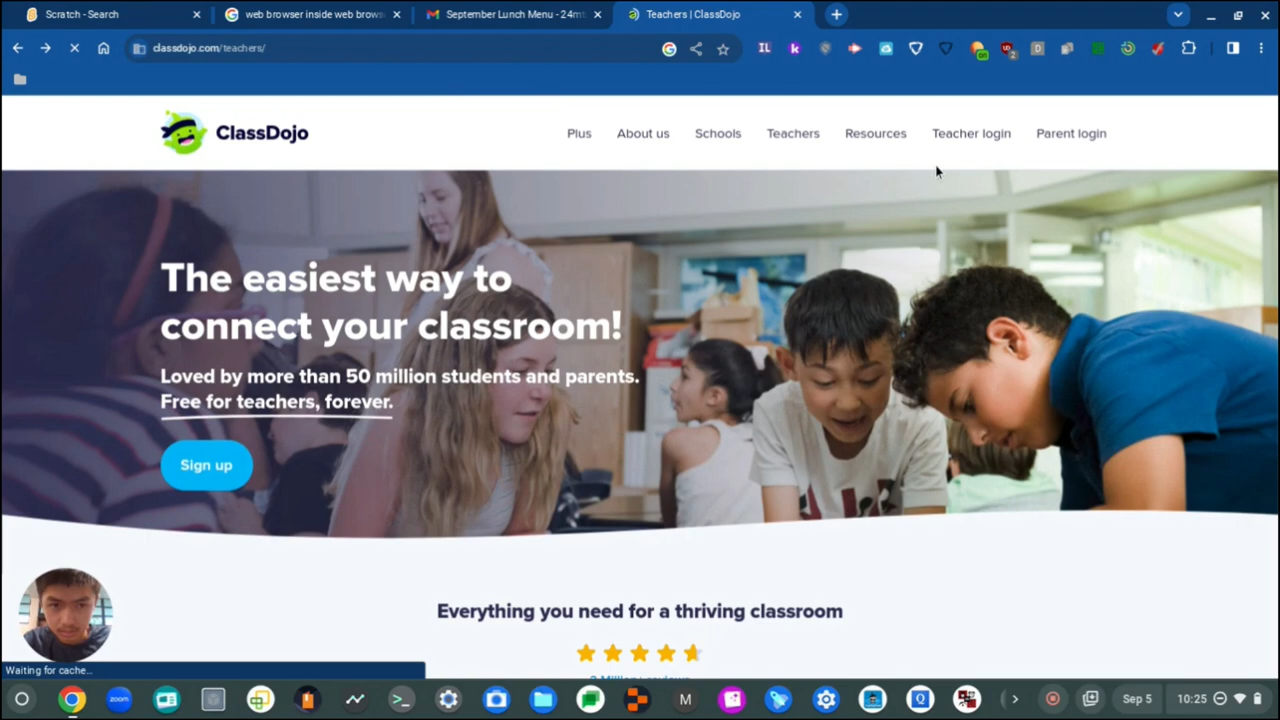 Scratch - Search
web browser inside web brows
September Lunch Menu - 24mt
Teachers | ClassDojo
classdojo.com/teachers/
ClassDojo
Plus
About us
Schools
Teachers
Resources
Teacher login
Parent login
The easiest way to
connect your classroom!
Loved by more than 50 million students and parents.
Free for teachers, forever.
Sign up
Everything you need for a thriving classroom
Waiting for cache...
zoom
Sep 5
10:25